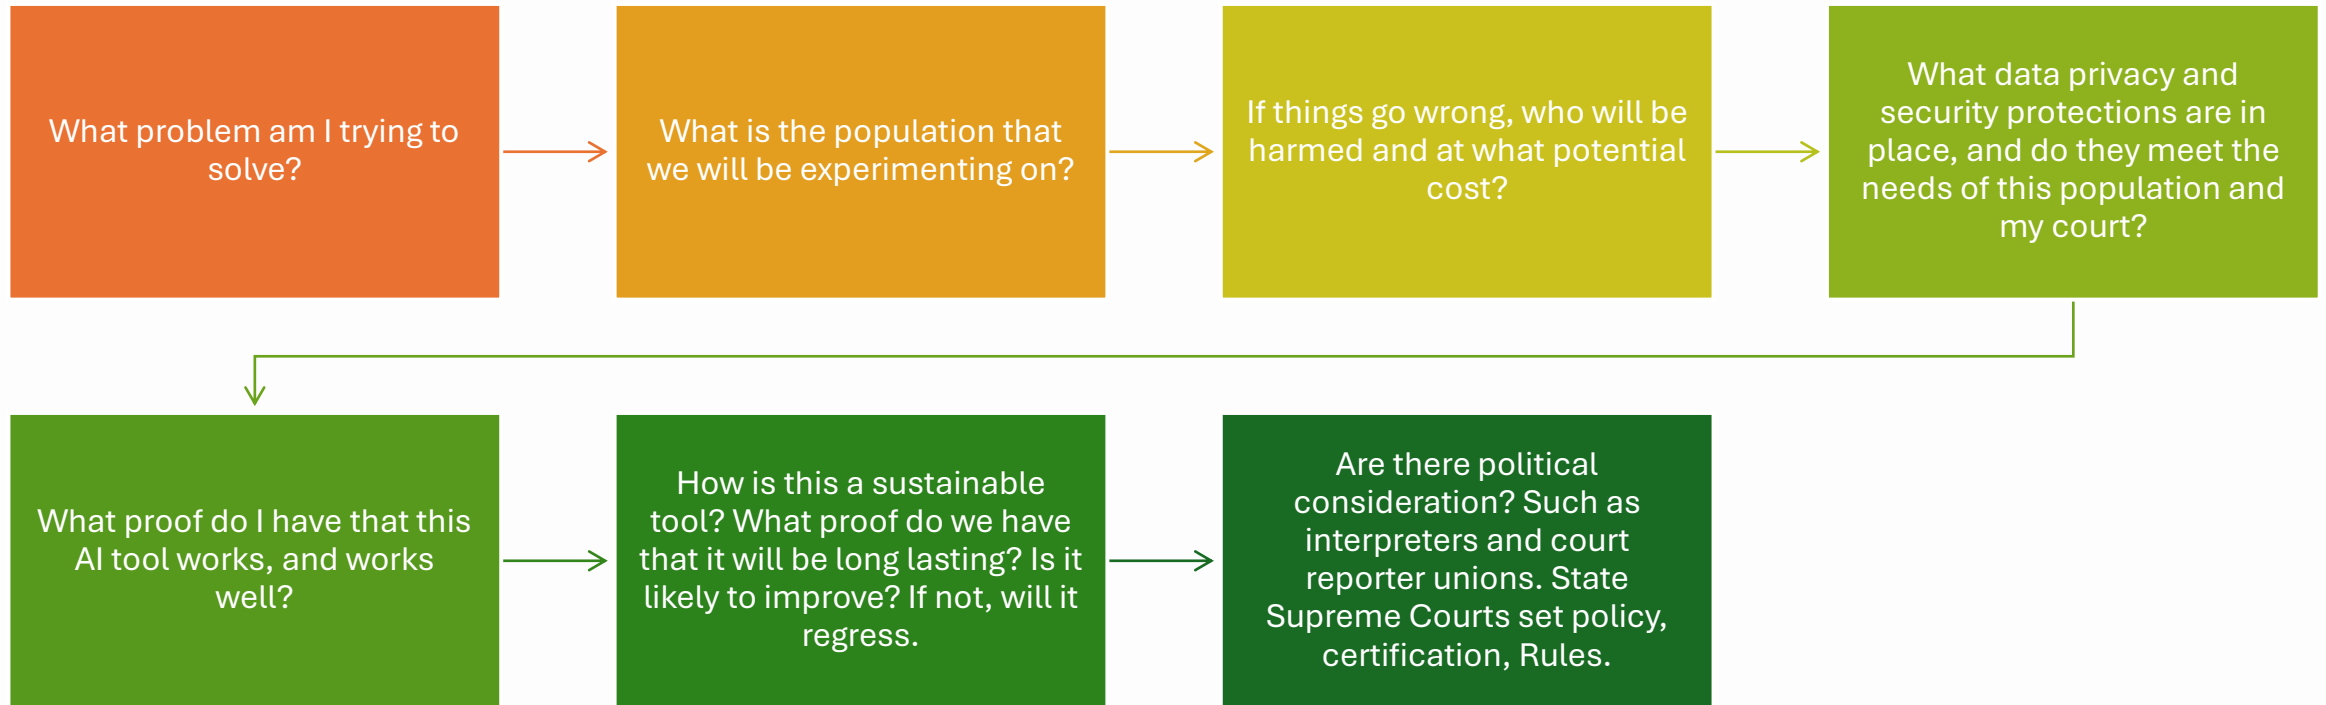 What problem am I trying to
solve?
What is the population that
we will be experimenting on?
If things go wrong, who will be
harmed and at what potential
cost?
What data privacy and
security protections are in
place, and do they meet the
needs of this population and
my court?
What proof do I have that this
AI tool works, and works
well?
How is this a sustainable
tool? What proof do we have
that it will be long lasting? Is it
likely to improve? If not, will it
regress.
Are there political
consideration? Such as
interpreters and court
reporter unions. State
Supreme Courts set policy,
certification, Rules.